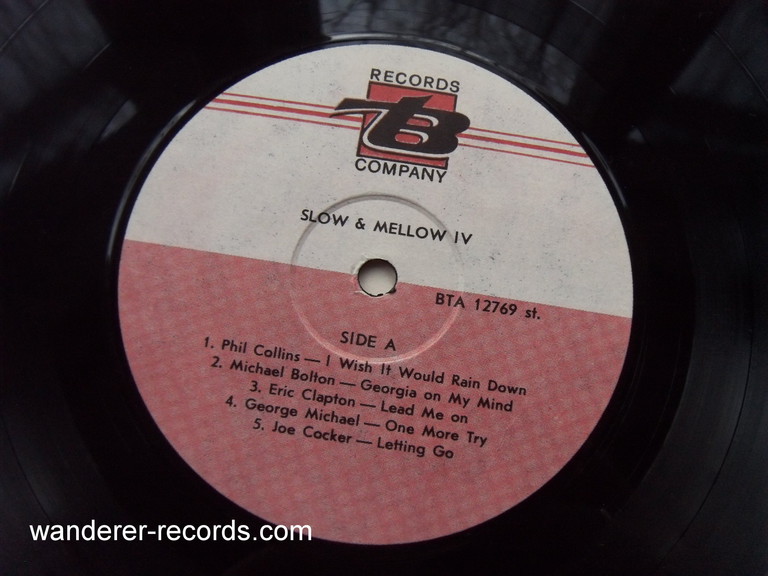 RECORDS
TB
COMPANY
SLOW & MELLOW IV
BTA 12769 st.
SIDE A
1. Phil Collins — I Wish It Would Rain Down
2. Michael Bolton — Georgia on My Mind
3. Eric Clapton — Lead Me on
4. George Michael — One More Try
5. Joe Cocker — Letting Go
wanderer-records.com